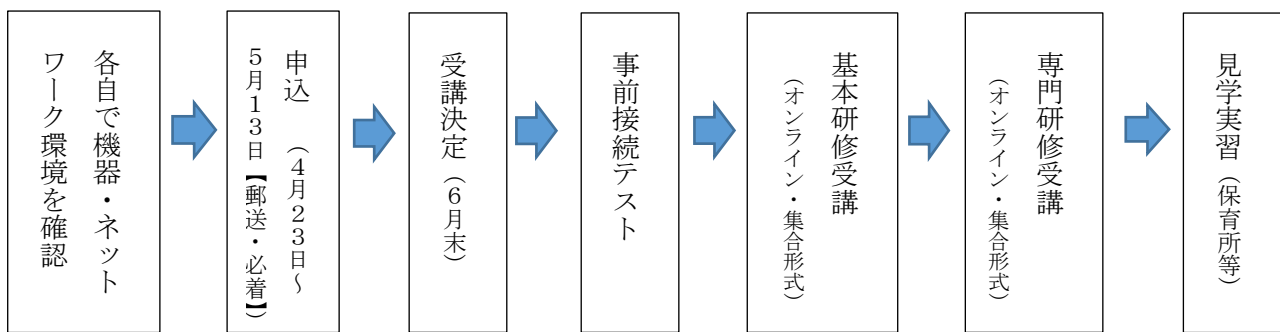 各自で機器・ネット
ワーク環境を確認
申込　（４月２３日～
５月１３日【郵送・必着】）
受講決定（６月末）
事前接続テスト
基本研修受講
（オンライン・集合形式）
専門研修受講
（オンライン・集合形式）
見学実習（保育所等）